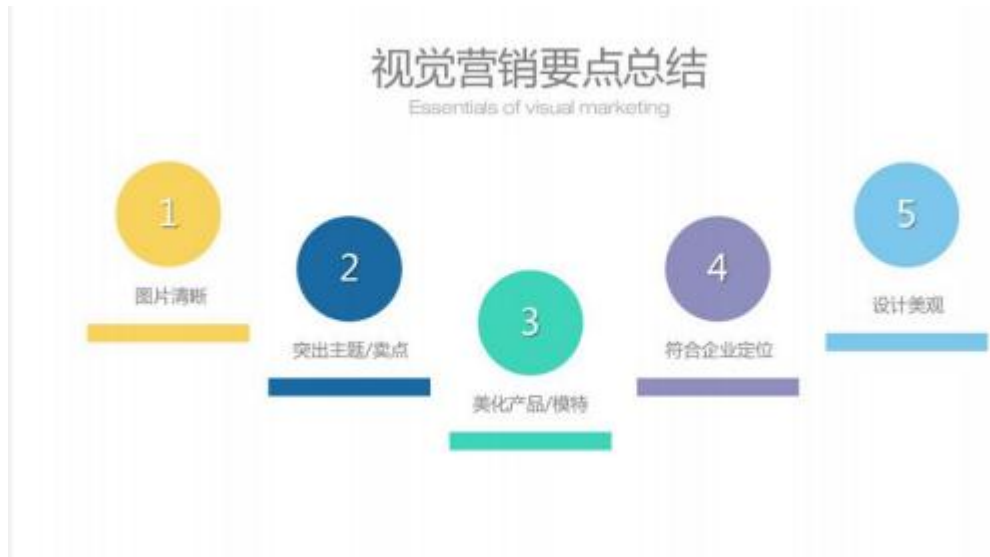 视觉营销要点总结
Essentials of visual marketing
1
图片清晰
2
突出主题/卖点
3
美化产品/模特
4
符合企业定位
5
设计美观